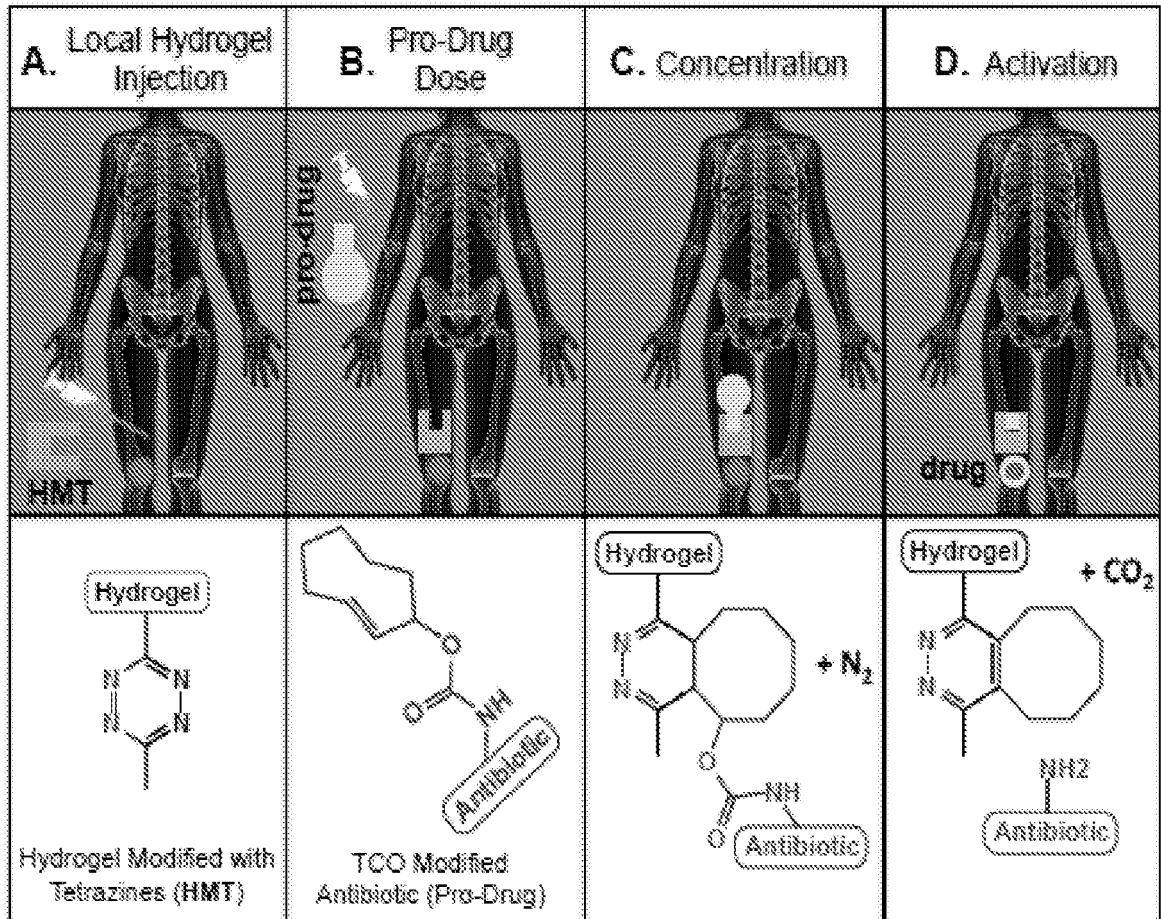 A. Local Hydrogel
Injection
B. Pro-Drug
Dose
C. Concentration
D. Activation
HMT
pro-drug
drug
Hydrogel
N
N
N
N
Hydrogel Modified with
Tetrazines (HMT)
O
O
NH
Antibiotic
TCO Modified
Antibiotic (Pro-Drug)
Hydrogel
N
N
+ N2
O
O
NH
Antibiotic
Hydrogel
+ CO2
N
N
NH2
Antibiotic